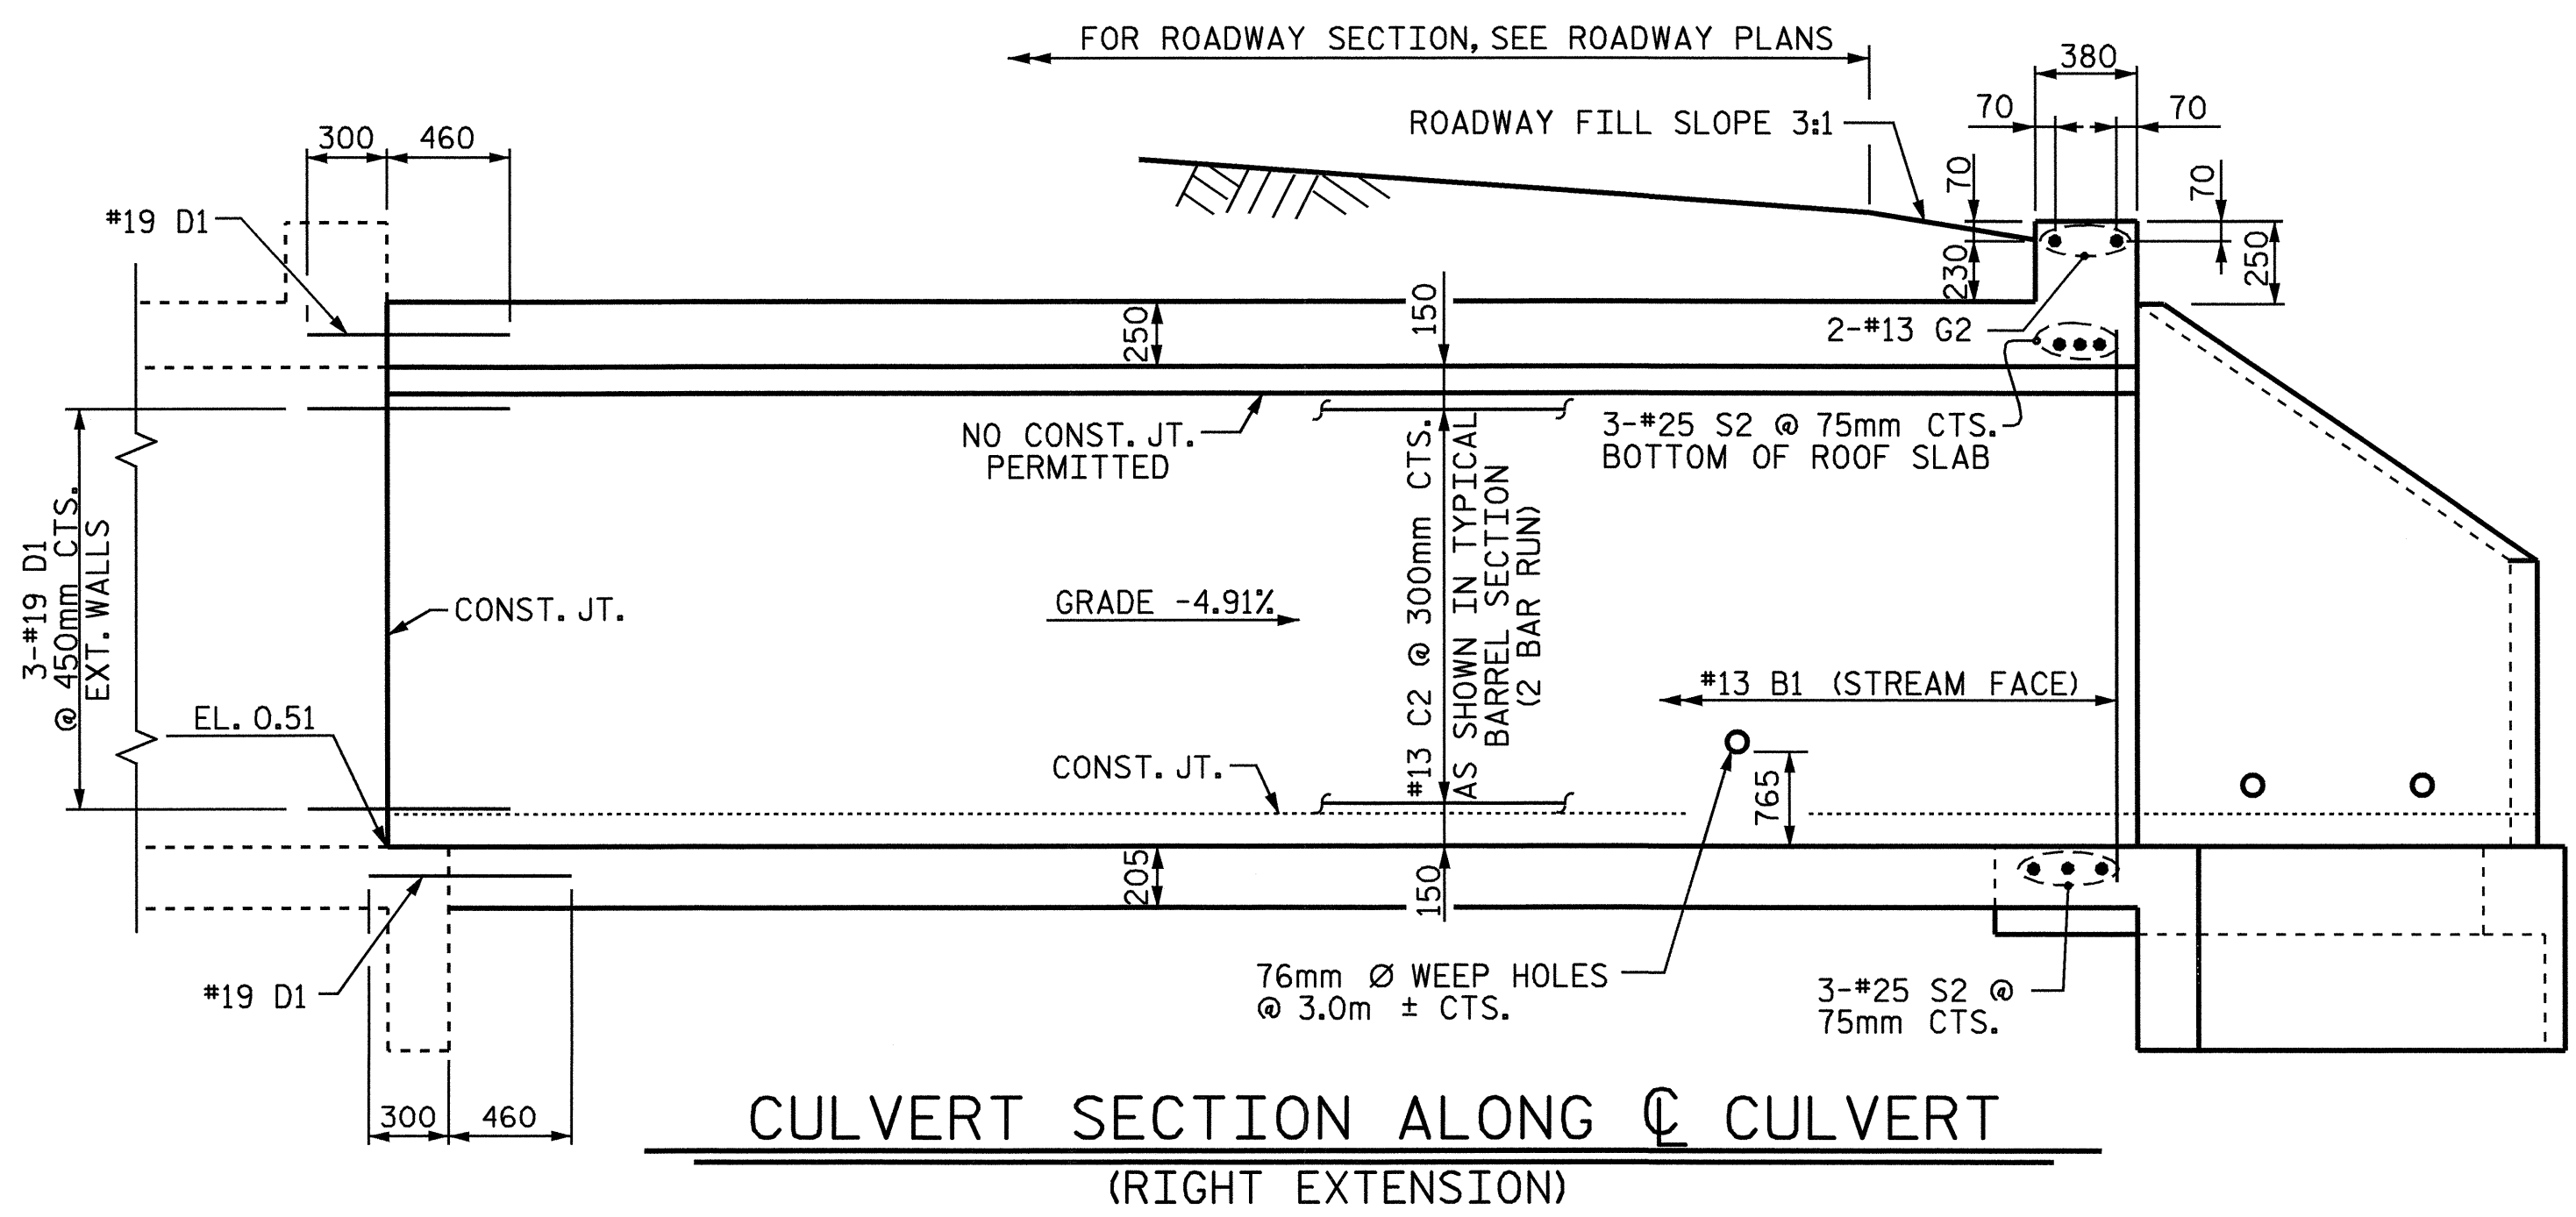 FOR ROADWAY SECTION, SEE ROADWAY PLANS
380
70
70
ROADWAY FILL SLOPE 3:1
300
460
70
70
#19 D1
230
250
250
150
2-#13 G2
NO CONST. JT.
PERMITTED
3-#25 S2 @ 75mm CTS.
BOTTOM OF ROOF SLAB
3-#19 D1
@ 450mm CTS.
EXT. WALLS
#13 C2 @ 300mm CTS.
AS SHOWN IN TYPICAL
BARREL SECTION
(2 BAR RUN)
CONST. JT.
GRADE -4.91%
#13 B1 (STREAM FACE)
EL. 0.51
CONST. JT.
765
205
150
76mm Ø WEEP HOLES
@ 3.0m ± CTS.
#19 D1
3-#25 S2 @
75mm CTS.
300
460
CULVERT SECTION ALONG ℄ CULVERT
(RIGHT EXTENSION)